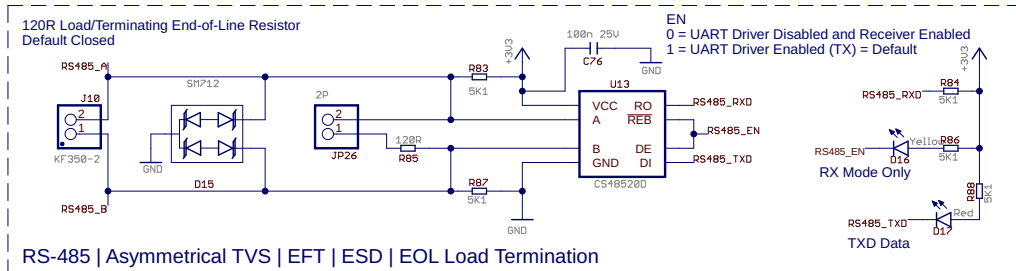 120R Load/Terminating End-of-Line Resistor
Default Closed
EN
0 = UART Driver Disabled and Receiver Enabled
1 = UART Driver Enabled (TX) = Default
RS485_A
J10
2
1
KF350-2
RS485_B
SM712
GND
D15
2P
2
1
JP26
120R
R85
R83
5K1
R87
5K1
+3V3
100n 25V
C76
GND
GND
U13
VCC RO
A REB
B DE
GND DI
CS48520D
RS485_RXD
RS485_EN
RS485_TXD
+3V3
RS485_RXD
R84
5K1
RS485_EN
Yellow
D16
R86
5K1
RX Mode Only
R88
5K1
RS485_TXD
Red
D17
TXD Data
RS-485 | Asymmetrical TVS | EFT | ESD | EOL Load Termination